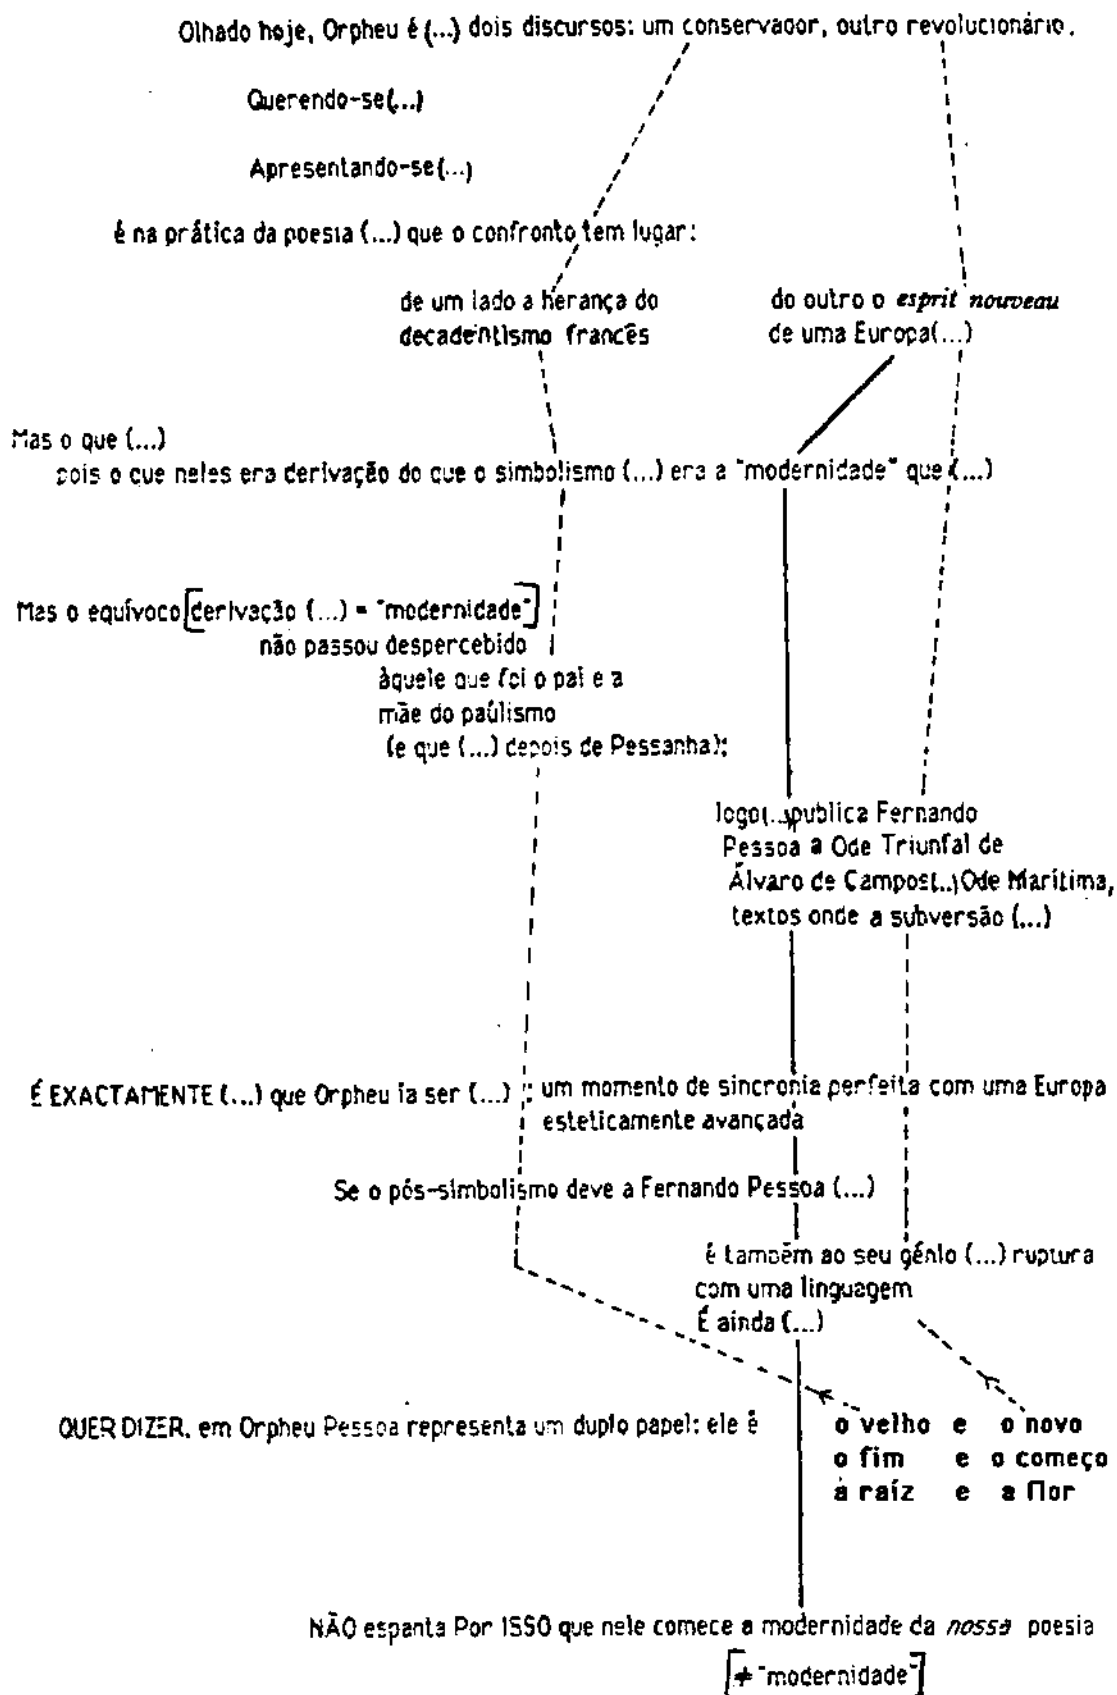 Olhado hoje, Orpheu é (...) dois discursos: um conservador, outro revolucionário.
Querendo-se(...)
Apresentando-se(...)
é na prática da poesia (...) que o confronto tem lugar:
de um lado a herança do
decadentismo francês
do outro o esprit nouveau
de uma Europa(...)
Mas o que (...)
pois o que neles era derivação do que o simbolismo (...) era a "modernidade" que (...)
Mas o equívoco [derivação (...) = "modernidade"]
não passou despercebido
àquele que foi o pai e a
mãe do paúlismo
(e que (...) depois de Pessanha):
logo(...)publica Fernando
Pessoa a Ode Triunfal de
Álvaro de Campos(...)Ode Marítima,
textos onde a subversão (...)
É EXACTAMENTE (...) que Orpheu ia ser (...) : um momento de sincronia perfeita com uma Europa
esteticamente avançada
Se o pós-simbolismo deve a Fernando Pessoa (...)
é também ao seu génio (...) ruptura
com uma linguagem
É ainda (...)
QUER DIZER, em Orpheu Pessoa representa um duplo papel: ele é o velho e o novo
o fim e o começo
a raíz e a flor
NÃO espanta Por ISSO que nele comece a modernidade da nossa poesia
[≠ "modernidade"]